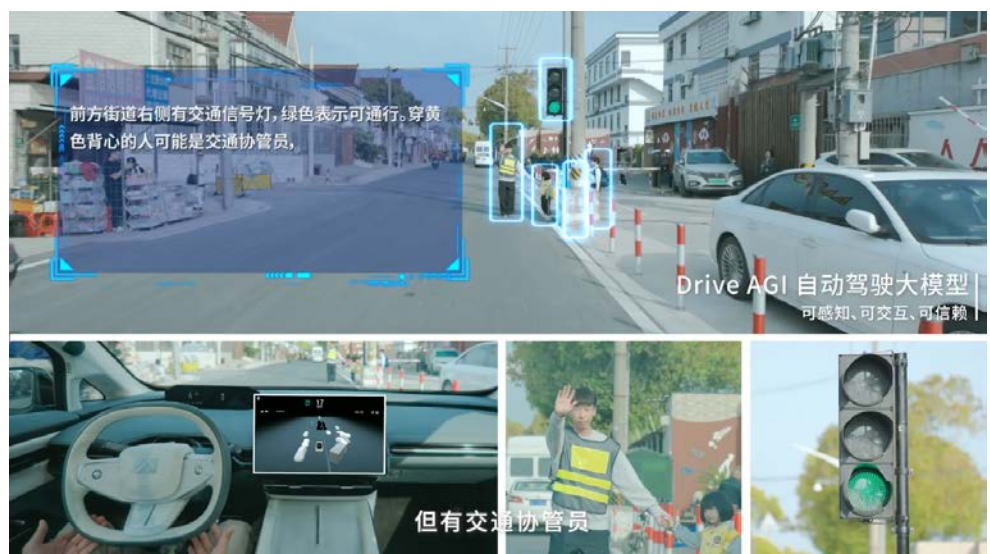 前方街道右侧有交通信号灯,绿色表示可通行。穿黄
色背心的人可能是交通协管员,
Drive AGI 自动驾驶大模型
可感知、可交互、可信赖
17
但有交通协管员